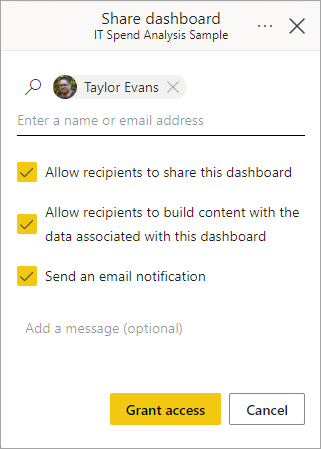 Share dashboard
IT Spend Analysis Sample
Taylor Evans
Enter a name or email address
Allow recipients to share this dashboard
Allow recipients to build content with the
data associated with this dashboard
Send an email notification
Add a message (optional)
Grant access
Cancel